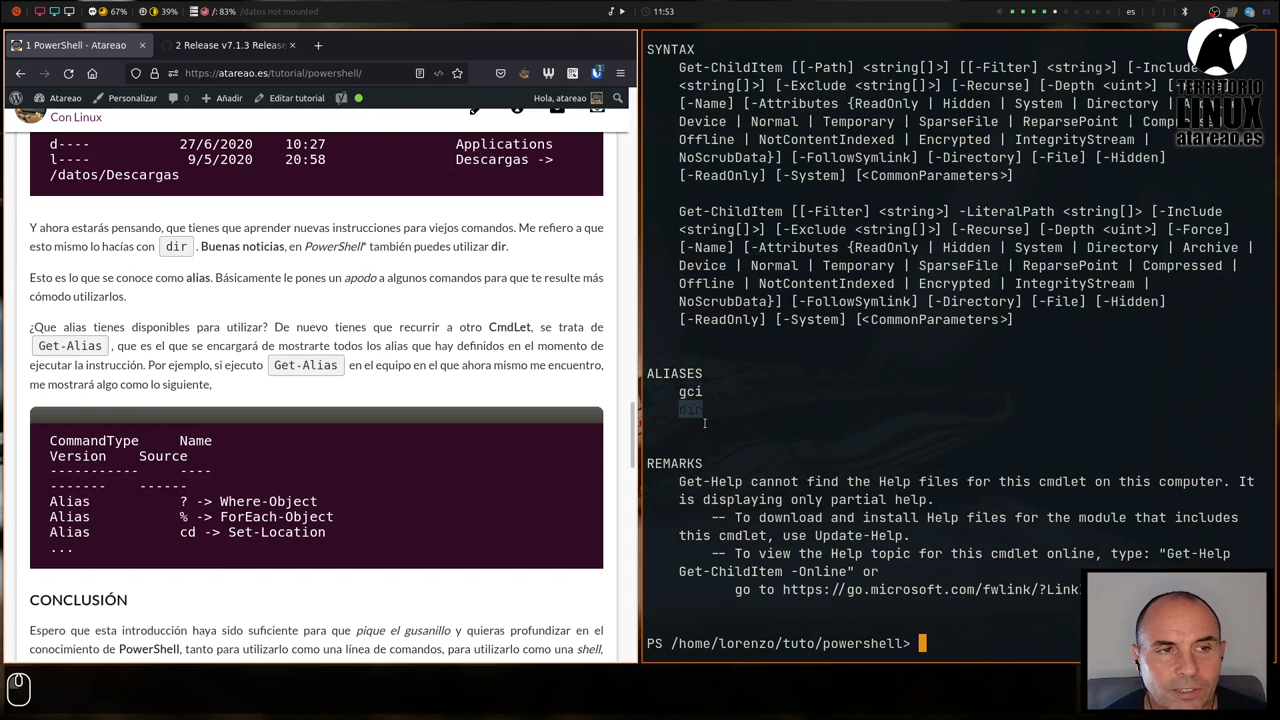 67% 39% /: 83% /datos not mounted 11:53 es ES
1 PowerShell - Atareao
2 Release v7.1.3 Release
https://atareao.es/tutorial/powershell/
Atareao Personalizar 0 Añadir Editar tutorial Hola, atareao
Con Linux
d---- 27/6/2020 10:27 Applications
l---- 9/5/2020 20:58 Descargas ->
/datos/Descargas
Y ahora estarás pensando, que tienes que aprender nuevas instrucciones para viejos comandos. Me refiero a que
esto mismo lo hacías con dir . Buenas noticias, en PowerShell* también puedes utilizar dir.
Esto es lo que se conoce como alias. Básicamente le pones un apodo a algunos comandos para que te resulte más
cómodo utilizarlos.
¿Que alias tienes disponibles para utilizar? De nuevo tienes que recurrir a otro CmdLet, se trata de
Get-Alias , que es el que se encargará de mostrarte todos los alias que hay definidos en el momento de
ejecutar la instrucción. Por ejemplo, si ejecuto Get-Alias en el equipo en el que ahora mismo me encuentro,
me mostrará algo como lo siguiente,
CommandType Name
Version Source
----------- ----
------- ------
Alias ? -> Where-Object
Alias % -> ForEach-Object
Alias cd -> Set-Location
...
CONCLUSIÓN
Espero que esta introducción haya sido suficiente para que pique el gusanillo y quieras profundizar en el
conocimiento de PowerShell, tanto para utilizarlo como una línea de comandos, para utilizarlo como una shell,
SYNTAX
Get-ChildItem [[-Path] <string[]>] [[-Filter] <string>] [-Include
<string[]>] [-Exclude <string[]>] [-Recurse] [-Depth <uint>] [-F
[-Name] [-Attributes {ReadOnly | Hidden | System | Directory |
Device | Normal | Temporary | SparseFile | ReparsePoint | Comp
Offline | NotContentIndexed | Encrypted | IntegrityStream |
NoScrubData}] [-FollowSymlink] [-Directory] [-File] [-Hidden]
[-ReadOnly] [-System] [<CommonParameters>]
Get-ChildItem [[-Filter] <string>] -LiteralPath <string[]> [-Include
<string[]>] [-Exclude <string[]>] [-Recurse] [-Depth <uint>] [-Force]
[-Name] [-Attributes {ReadOnly | Hidden | System | Directory | Archive |
Device | Normal | Temporary | SparseFile | ReparsePoint | Compressed |
Offline | NotContentIndexed | Encrypted | IntegrityStream |
NoScrubData}] [-FollowSymlink] [-Directory] [-File] [-Hidden]
[-ReadOnly] [-System] [<CommonParameters>]
ALIASES
gci
dir
REMARKS
Get-Help cannot find the Help files for this cmdlet on this computer. It
is displaying only partial help.
-- To download and install Help files for the module that includes
this cmdlet, use Update-Help.
-- To view the Help topic for this cmdlet online, type: "Get-Help
Get-ChildItem -Online" or
go to https://go.microsoft.com/fwlink/?Link
PS /home/lorenzo/tuto/powershell>
TERRITORIO
LINUX
atareao.es